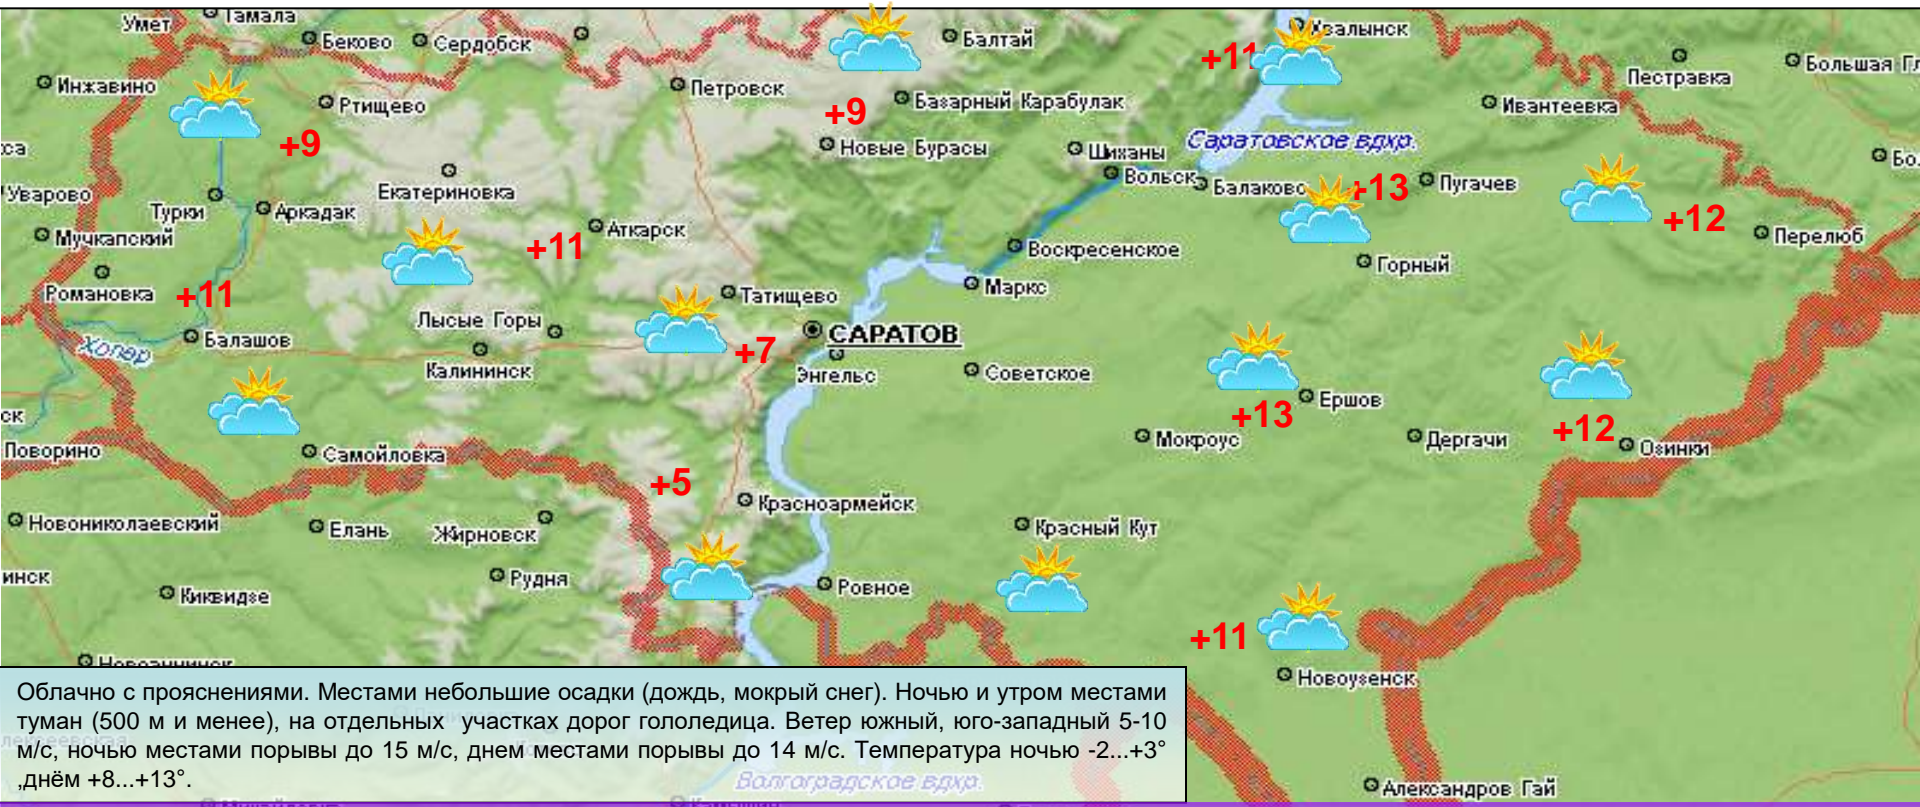 Тамала
Умет
Беково
Сердобск
Балтай
Хвалынск
+11
Пестравка
Большая Гл
Инжавино
Ртищево
Петровск
+9
Базарный Карабулак
Ивантеевка
+9
Новые Бурасы
Шиханы
Саратовское вдхр.
Екатериновка
Вольск
Балаково
+13
Пугачев
Уварово
Турки
Аркадак
+11
Аткарск
+12
Перелюб
Мучкапский
Воскресенское
Горный
Романовка
+11
Татищево
Маркс
Лысые Горы
Балашов
Хопер
+7
САРАТОВ
Калининск
Энгельс
Советское
+13
Ершов
+12
Озинки
ск
Поворино
Самойловка
Мокроус
Дергачи
+5
Красноармейск
Новониколаевский
Елань
Жирновск
Красный Кут
инск
Рудня
Киквидзе
Ровное
+11
Новоаннинск
Новоузенск
Облачно с прояснениями. Местами небольшие осадки (дождь, мокрый снег). Ночью и утром местами
туман (500 м и менее), на отдельных участках дорог гололедица. Ветер южный, юго-западный 5-10
м/с, ночью местами порывы до 15 м/с, днем местами порывы до 14 м/с. Температура ночью -2...+3°
,днём +8...+13°.
Волгоградское вдхр.
Александров Гай